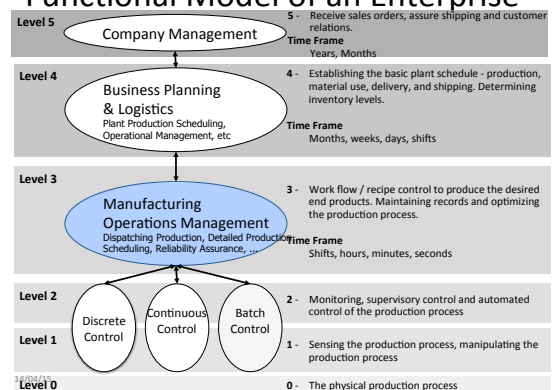 Functional Model of an Enterprise
Level 5
Company Management
5 - Receive sales orders, assure shipping and customer
relations.
Time Frame
Years, Months
Level 4
Business Planning
& Logistics
Plant Production Scheduling,
Operational Management, etc
4 - Establishing the basic plant schedule - production,
material use, delivery, and shipping. Determining
inventory levels.
Time Frame
Months, weeks, days, shifts
Level 3
Manufacturing
Operations Management
Dispatching Production, Detailed Production
Scheduling, Reliability Assurance, ...
3 - Work flow / recipe control to produce the desired
end products. Maintaining records and optimizing
the production process.
Time Frame
Shifts, hours, minutes, seconds
Level 2
Discrete
Control
Continuous
Control
Batch
Control
2 - Monitoring, supervisory control and automated
control of the production process
Level 1
1 - Sensing the production process, manipulating the
production process
14/04/15
Level 0
0 - The physical production process